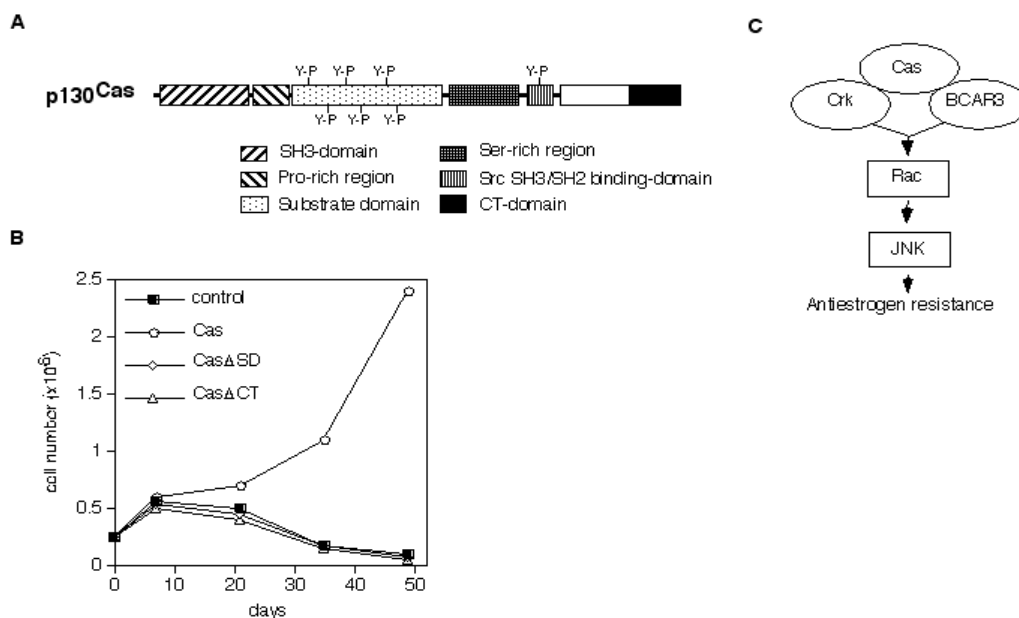 A
p130Cas
Y-P Y-P Y-P Y-P
Y-P Y-P Y-P
SH3-domain
Pro-rich region
Substrate domain
Ser-rich region
Src SH3/SH2 binding-domain
CT-domain
B
2.5
2
1.5
1
0.5
0
cell number (x10⁶)
control
Cas
CasΔSD
CasΔCT
0 10 20 30 40 50
days
C
Cas
Crk
BCAR3
Rac
JNK
Antiestrogen resistance